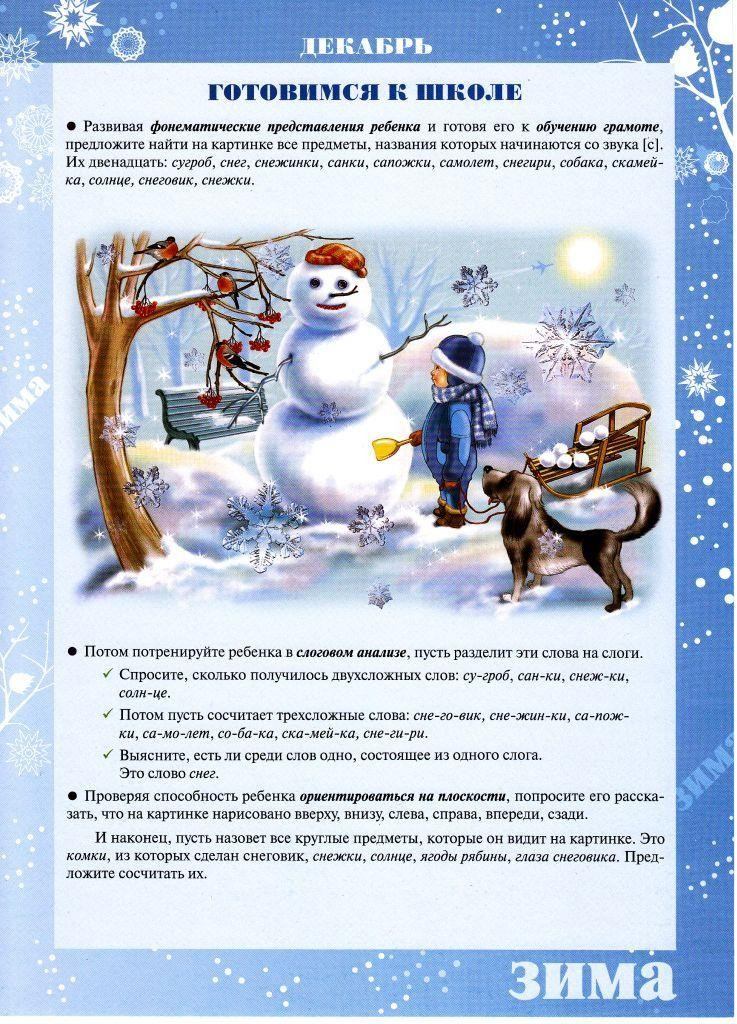 ДЕКАБРЬ
ГОТОВИМСЯ К ШКОЛЕ
● Развивая фонематические представления ребенка и готовя его к обучению грамоте,
предложите найти на картинке все предметы, названия которых начинаются со звука [с].
Их двенадцать: сугроб, снег, снежинки, санки, сапожки, самолет, снегири, собака, скамей-
ка, солнце, снеговик, снежки.
зима
● Потом потренируйте ребенка в слоговом анализе, пусть разделит эти слова на слоги.
✓ Спросите, сколько получилось двухсложных слов: су-гроб, сан-ки, снеж-ки,
солн-це.
✓ Потом пусть сосчитает трехсложные слова: сне-го-вик, сне-жин-ки, са-пож-
ки, са-мо-лет, со-ба-ка, ска-мей-ка, сне-ги-ри.
✓ Выясните, есть ли среди слов одно, состоящее из одного слога.
Это слово снег.
● Проверяя способность ребенка ориентироваться на плоскости, попросите его расска-
зать, что на картинке нарисовано вверху, внизу, слева, справа, впереди, сзади.
И наконец, пусть назовет все круглые предметы, которые он видит на картинке. Это
комки, из которых сделан снеговик, снежки, солнце, ягоды рябины, глаза снеговика. Пред-
ложите сосчитать их.
зима
зима